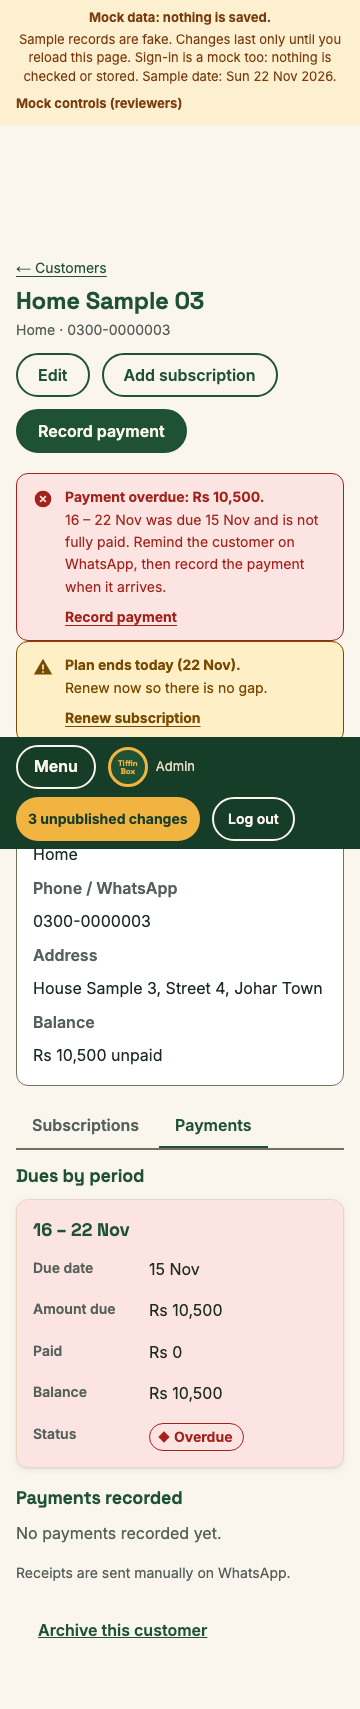 Mock data: nothing is saved.
Sample records are fake. Changes last only until you
reload this page. Sign-in is a mock too: nothing is
checked or stored. Sample date: Sun 22 Nov 2026.
Mock controls (reviewers)
← Customers
Home Sample 03
Home · 0300-0000003
Edit
Add subscription
Record payment
Payment overdue: Rs 10,500.
16 – 22 Nov was due 15 Nov and is not
fully paid. Remind the customer on
WhatsApp, then record the payment
when it arrives.
Record payment
Plan ends today (22 Nov).
Renew now so there is no gap.
Renew subscription
Menu
Tiffin
Box
Admin
3 unpublished changes
Log out
Home
Phone / WhatsApp
0300-0000003
Address
House Sample 3, Street 4, Johar Town
Balance
Rs 10,500 unpaid
Subscriptions
Payments
Dues by period
16 – 22 Nov
Due date 15 Nov
Amount due Rs 10,500
Paid Rs 0
Balance Rs 10,500
Status ◆ Overdue
Payments recorded
No payments recorded yet.
Receipts are sent manually on WhatsApp.
Archive this customer